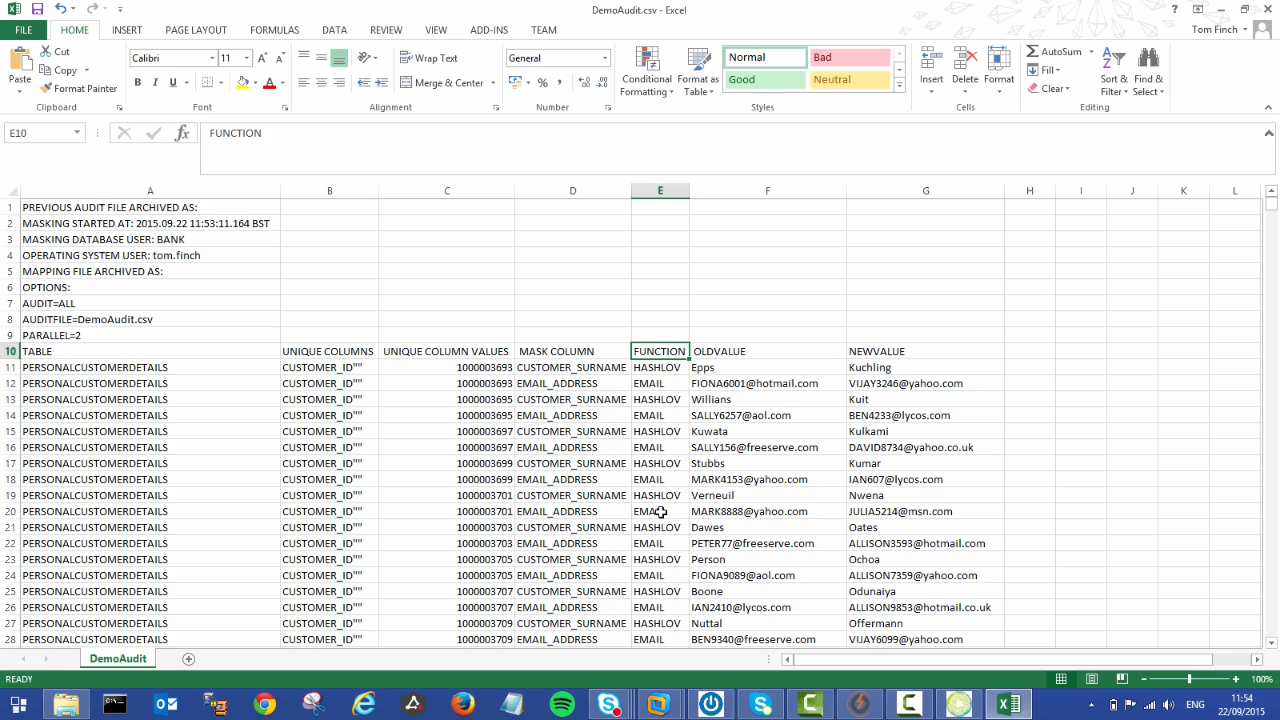 DemoAudit.csv - Excel
FILE HOME INSERT PAGE LAYOUT FORMULAS DATA REVIEW VIEW ADD-INS TEAM Tom Finch
Paste Cut Copy Format Painter Clipboard
Calibri 11 B I U A Font
Wrap Text Merge & Center Alignment
General % Number
Conditional Formatting Format as Table Normal Bad Good Neutral Styles
Insert Delete Format Cells
AutoSum Fill Clear Sort & Filter Find & Select Editing
E10 fx FUNCTION
A B C D E F G H I J K L
1 PREVIOUS AUDIT FILE ARCHIVED AS:
2 MASKING STARTED AT: 2015.09.22 11:53:11.164 BST
3 MASKING DATABASE USER: BANK
4 OPERATING SYSTEM USER: tom.finch
5 MAPPING FILE ARCHIVED AS:
6 OPTIONS:
7 AUDIT=ALL
8 AUDITFILE=DemoAudit.csv
9 PARALLEL=2
10 TABLE UNIQUE COLUMNS UNIQUE COLUMN VALUES MASK COLUMN FUNCTION OLDVALUE NEWVALUE
11 PERSONALCUSTOMERDETAILS CUSTOMER_ID"" 1000003693 CUSTOMER_SURNAME HASHLOV Epps Kuchling
12 PERSONALCUSTOMERDETAILS CUSTOMER_ID"" 1000003693 EMAIL_ADDRESS EMAIL FIONA6001@hotmail.com VIJAY3246@yahoo.com
13 PERSONALCUSTOMERDETAILS CUSTOMER_ID"" 1000003695 CUSTOMER_SURNAME HASHLOV Willians Kuit
14 PERSONALCUSTOMERDETAILS CUSTOMER_ID"" 1000003695 EMAIL_ADDRESS EMAIL SALLY6257@aol.com BEN4233@lycos.com
15 PERSONALCUSTOMERDETAILS CUSTOMER_ID"" 1000003697 CUSTOMER_SURNAME HASHLOV Kuwata Kulkami
16 PERSONALCUSTOMERDETAILS CUSTOMER_ID"" 1000003697 EMAIL_ADDRESS EMAIL SALLY156@freeserve.com DAVID8734@yahoo.co.uk
17 PERSONALCUSTOMERDETAILS CUSTOMER_ID"" 1000003699 CUSTOMER_SURNAME HASHLOV Stubbs Kumar
18 PERSONALCUSTOMERDETAILS CUSTOMER_ID"" 1000003699 EMAIL_ADDRESS EMAIL MARK4153@yahoo.com IAN607@lycos.com
19 PERSONALCUSTOMERDETAILS CUSTOMER_ID"" 1000003701 CUSTOMER_SURNAME HASHLOV Verneuil Nwena
20 PERSONALCUSTOMERDETAILS CUSTOMER_ID"" 1000003701 EMAIL_ADDRESS EMAIL MARK8888@yahoo.com JULIA5214@msn.com
21 PERSONALCUSTOMERDETAILS CUSTOMER_ID"" 1000003703 CUSTOMER_SURNAME HASHLOV Dawes Oates
22 PERSONALCUSTOMERDETAILS CUSTOMER_ID"" 1000003703 EMAIL_ADDRESS EMAIL PETER77@freeserve.com ALLISON3593@hotmail.com
23 PERSONALCUSTOMERDETAILS CUSTOMER_ID"" 1000003705 CUSTOMER_SURNAME HASHLOV Person Ochoa
24 PERSONALCUSTOMERDETAILS CUSTOMER_ID"" 1000003705 EMAIL_ADDRESS EMAIL FIONA9089@aol.com ALLISON7359@yahoo.com
25 PERSONALCUSTOMERDETAILS CUSTOMER_ID"" 1000003707 CUSTOMER_SURNAME HASHLOV Boone Odunaiya
26 PERSONALCUSTOMERDETAILS CUSTOMER_ID"" 1000003707 EMAIL_ADDRESS EMAIL IAN2410@lycos.com ALLISON9853@hotmail.co.uk
27 PERSONALCUSTOMERDETAILS CUSTOMER_ID"" 1000003709 CUSTOMER_SURNAME HASHLOV Nuttal Offermann
28 PERSONALCUSTOMERDETAILS CUSTOMER_ID"" 1000003709 EMAIL_ADDRESS EMAIL BEN9340@freeserve.com VIJAY6099@yahoo.com
DemoAudit
READY 100%
ENG 11:54
22/09/2015